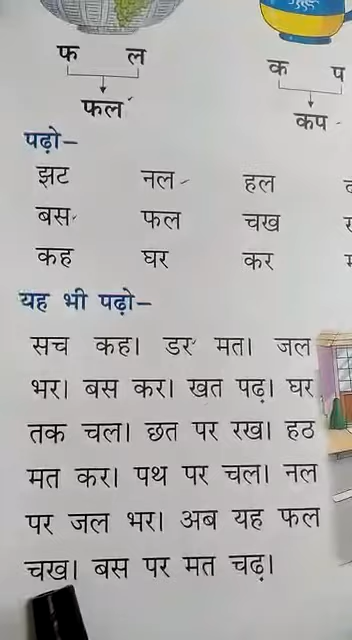 फ ल क प
फल कप
पढ़ो–
झट नल हल
बस फल चख
कह घर कर
यह भी पढ़ो–
सच कह। डर मत। जल
भर। बस कर। खत पढ़। घर
तक चल। छत पर रख। हठ
मत कर। पथ पर चल। नल
पर जल भर। अब यह फल
चख। बस पर मत चढ़।